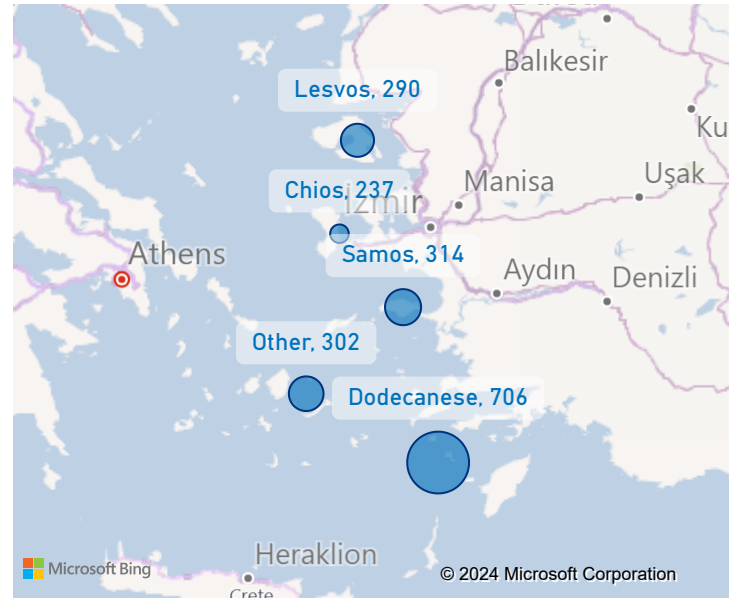 Balıkesir
Lesvos, 290
Ku
Uşak
Manisa
Chios, 237
İzmir
Athens
Samos, 314
Aydın
Denizli
Other, 302
Dodecanese, 706
Heraklion
Microsoft Bing
© 2024 Microsoft Corporation
Crete